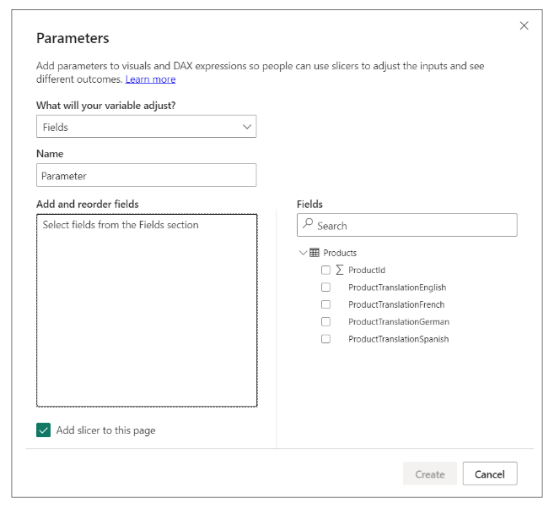 Parameters
Add parameters to visuals and DAX expressions so people can use slicers to adjust the inputs and see
different outcomes. Learn more
What will your variable adjust?
Fields
Name
Parameter
Add and reorder fields
Select fields from the Fields section
Fields
Search
Products
ProductId
ProductTranslationEnglish
ProductTranslationFrench
ProductTranslationGerman
ProductTranslationSpanish
Add slicer to this page
Create Cancel